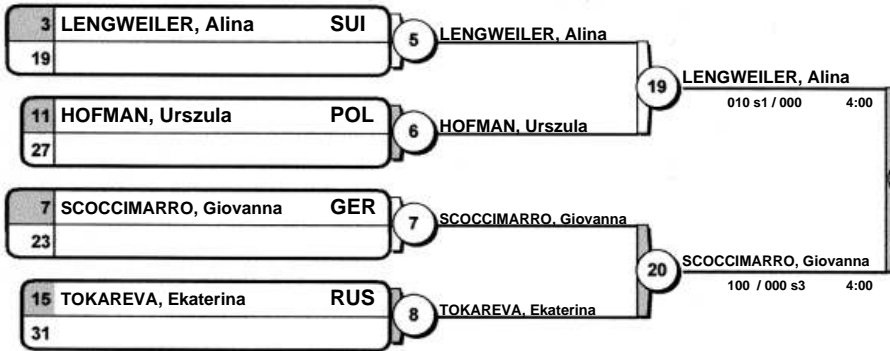 3 LENGWEILER, Alina SUI
19
5
LENGWEILER, Alina
11 HOFMAN, Urszula POL
27
6
HOFMAN, Urszula
19
LENGWEILER, Alina
010 s1 / 000 4:00
7 SCOCCIMARRO, Giovanna GER
23
7
SCOCCIMARRO, Giovanna
15 TOKAREVA, Ekaterina RUS
31
8
TOKAREVA, Ekaterina
20
SCOCCIMARRO, Giovanna
100 / 000 s3 4:00